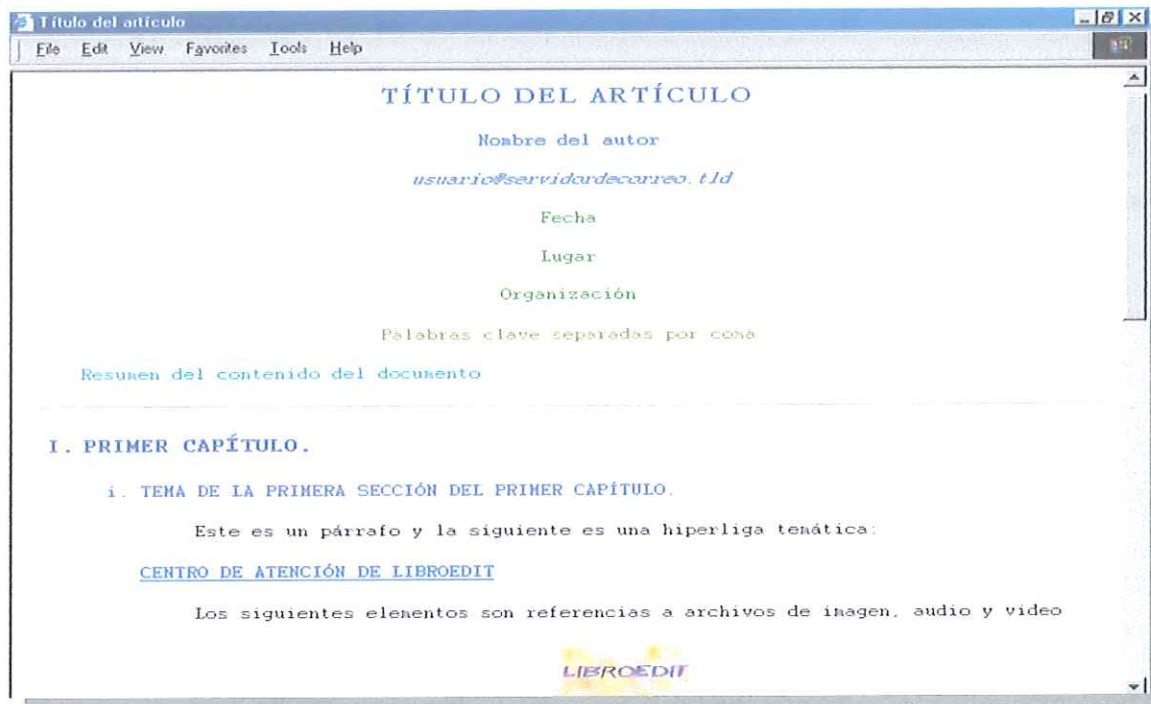 Título del artículo
File Edit View Favorites Tools Help
TÍTULO DEL ARTÍCULO
Nombre del autor
usuario@servidordecorreo.tld
Fecha
Lugar
Organización
Palabras clave separadas por coma
Resumen del contenido del documento
I. PRIMER CAPÍTULO.
i. TEMA DE LA PRIMERA SECCIÓN DEL PRIMER CAPÍTULO.
Este es un párrafo y la siguiente es una hiperliga temática:
CENTRO DE ATENCIÓN DE LIBROEDIT
Los siguientes elementos son referencias a archivos de imagen, audio y video
LIBROEDIT